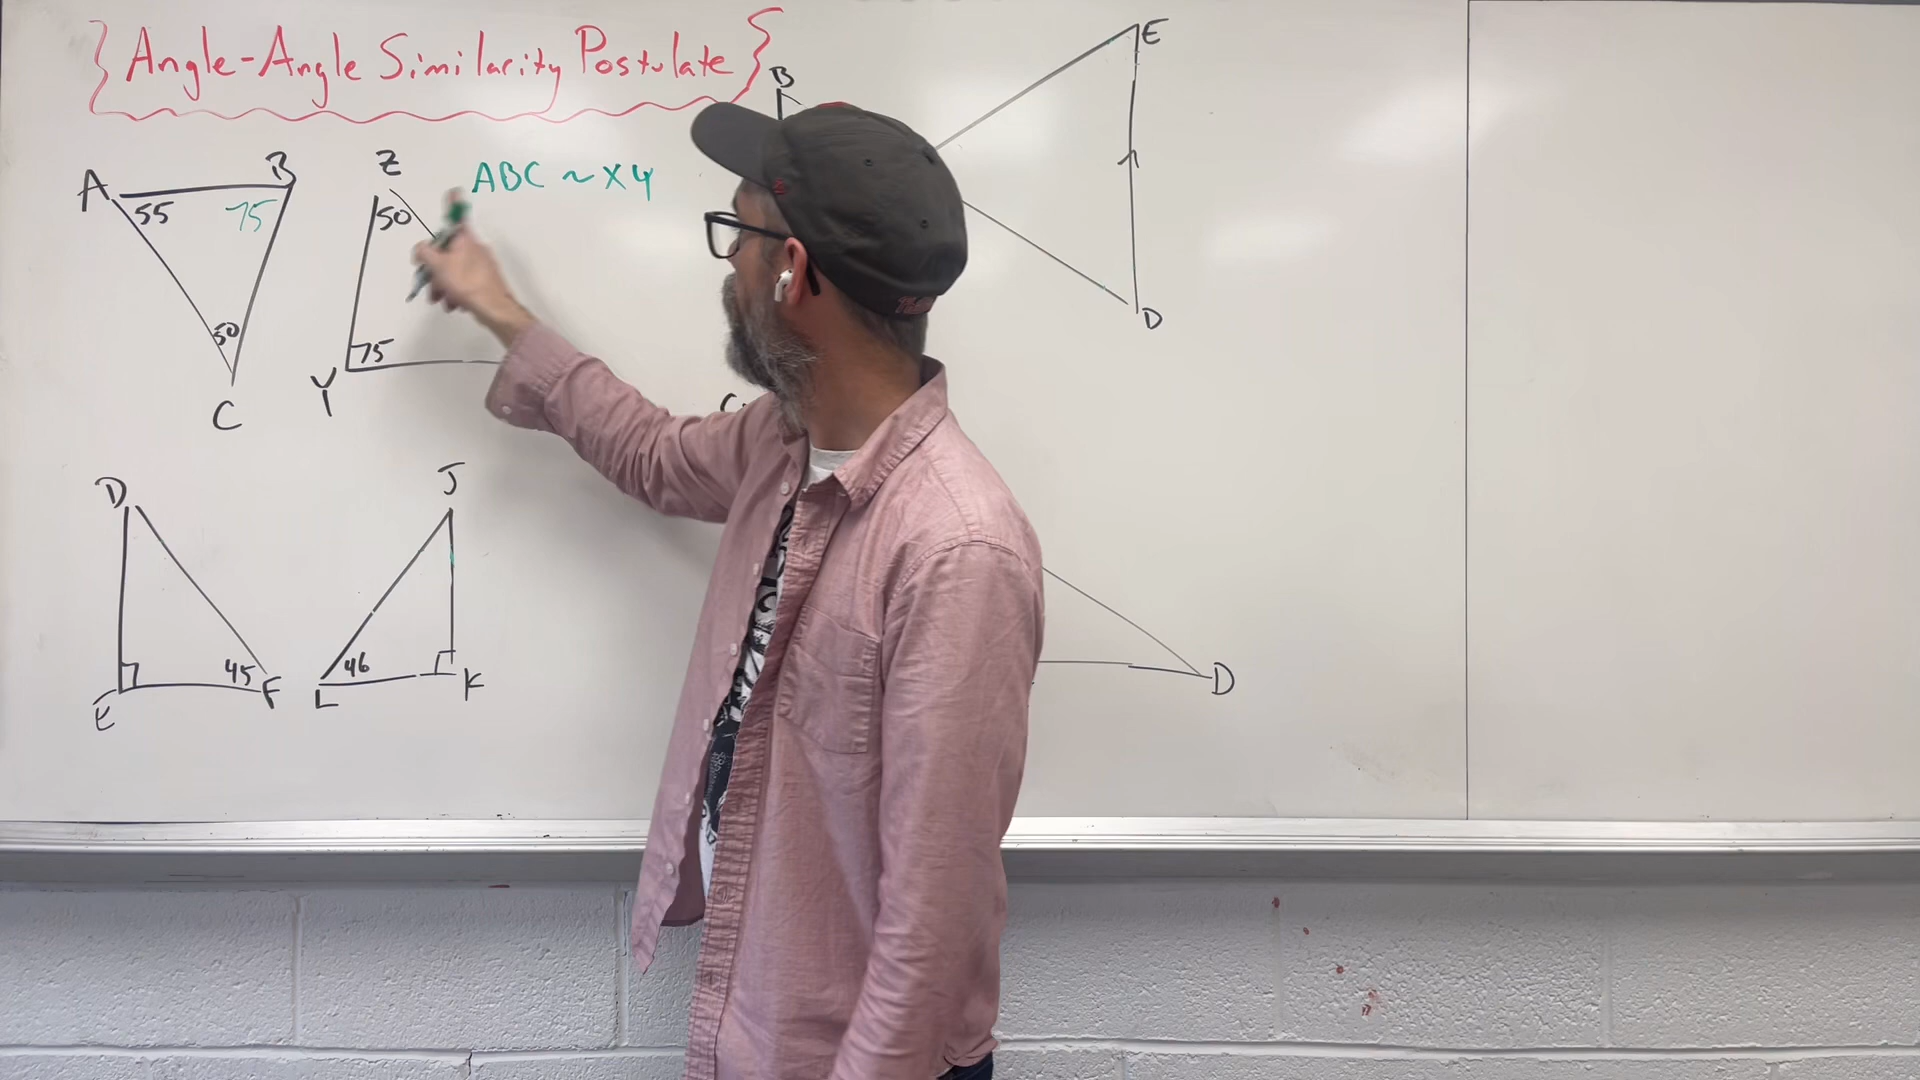 Angle-Angle Similarity Postulate
B
E
A
B
Z
ABC ~ XY
55
75
50
50
75
Y
C
D
D
J
45
46
E
F
L
K
D